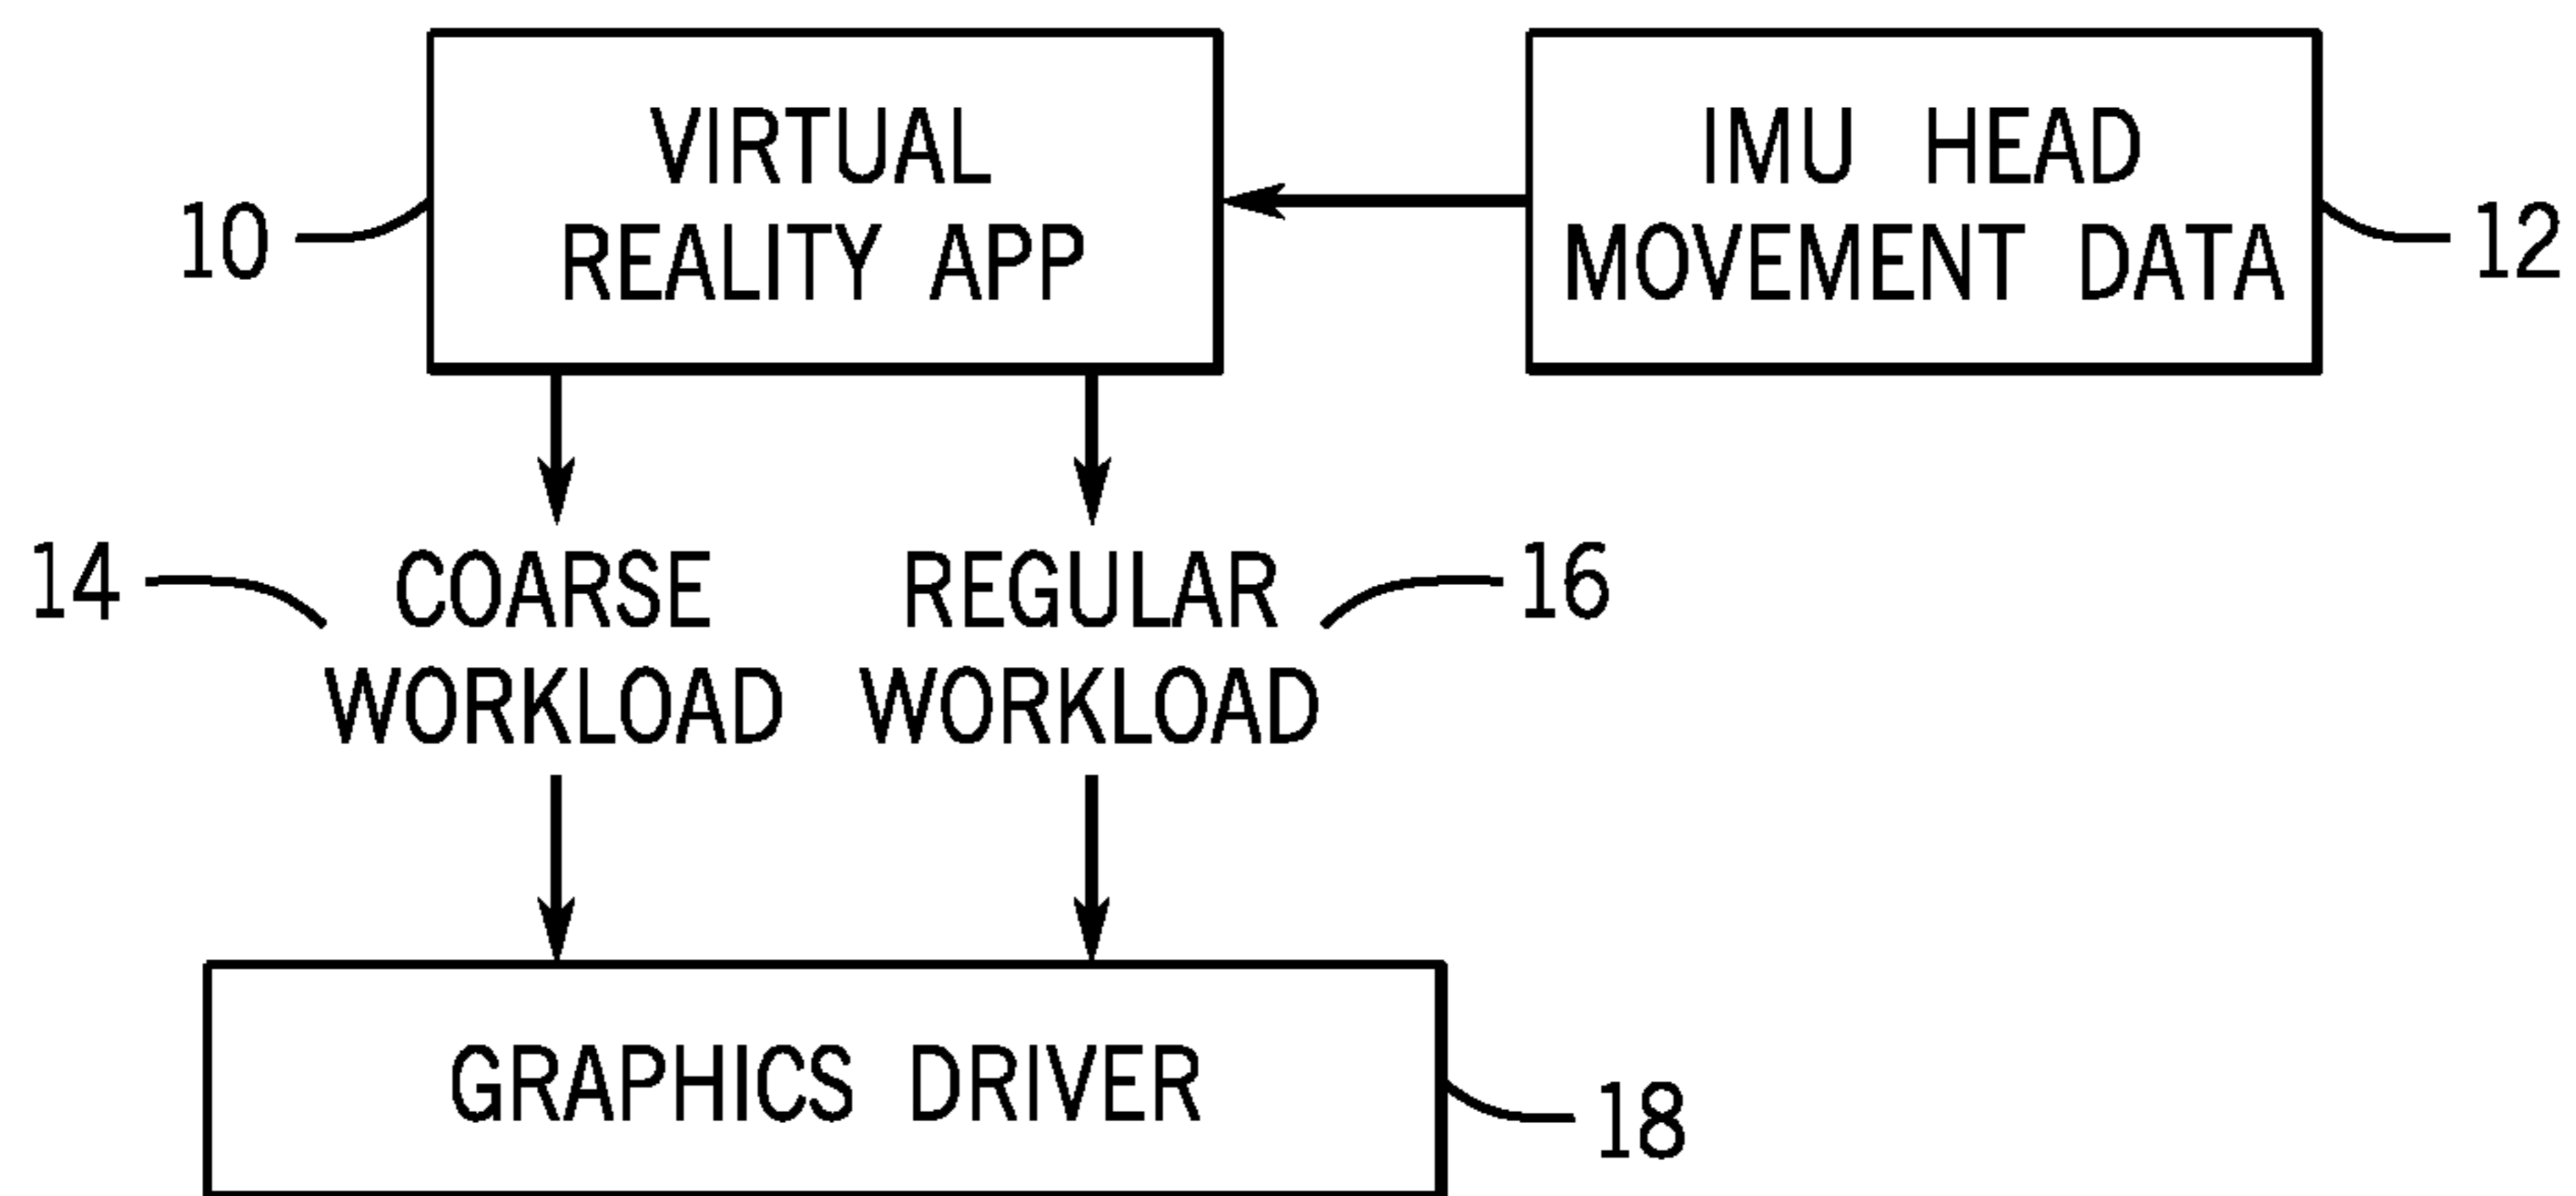 VIRTUAL
REALITY APP
10
IMU HEAD
MOVEMENT DATA
12
14
COARSE
WORKLOAD
REGULAR
WORKLOAD
16
GRAPHICS DRIVER
18